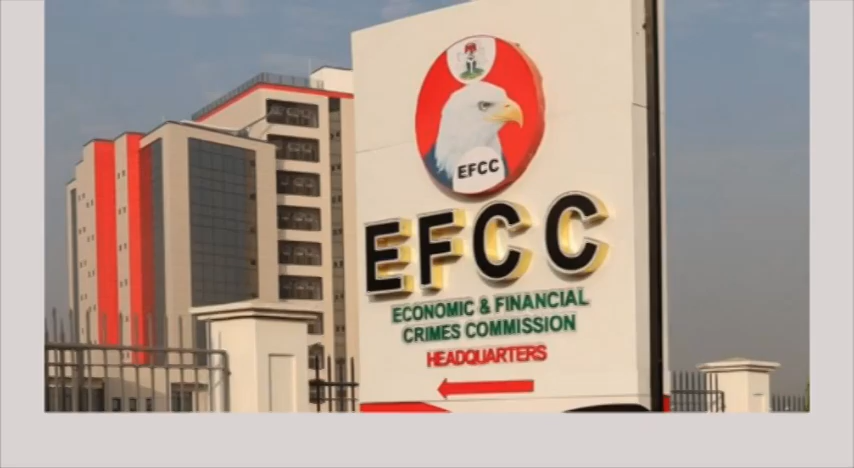 EFCC
EFCC
ECONOMIC & FINANCIAL
CRIMES COMMISSION
HEADQUARTERS